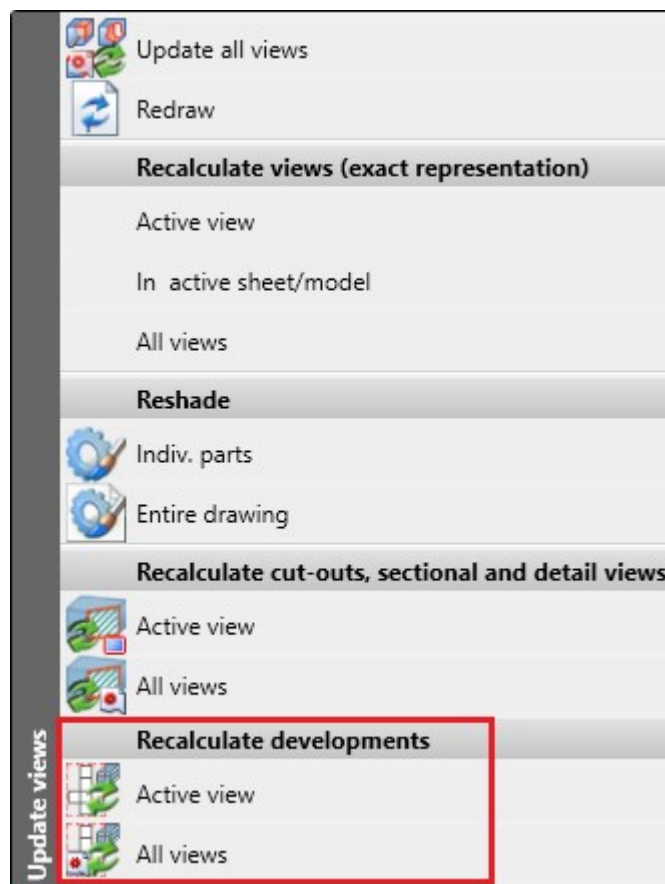 Update all views
Redraw
Recalculate views (exact representation)
Active view
In active sheet/model
All views
Reshade
Indiv. parts
Entire drawing
Recalculate cut-outs, sectional and detail views
Active view
All views
Recalculate developments
Active view
All views
Update views